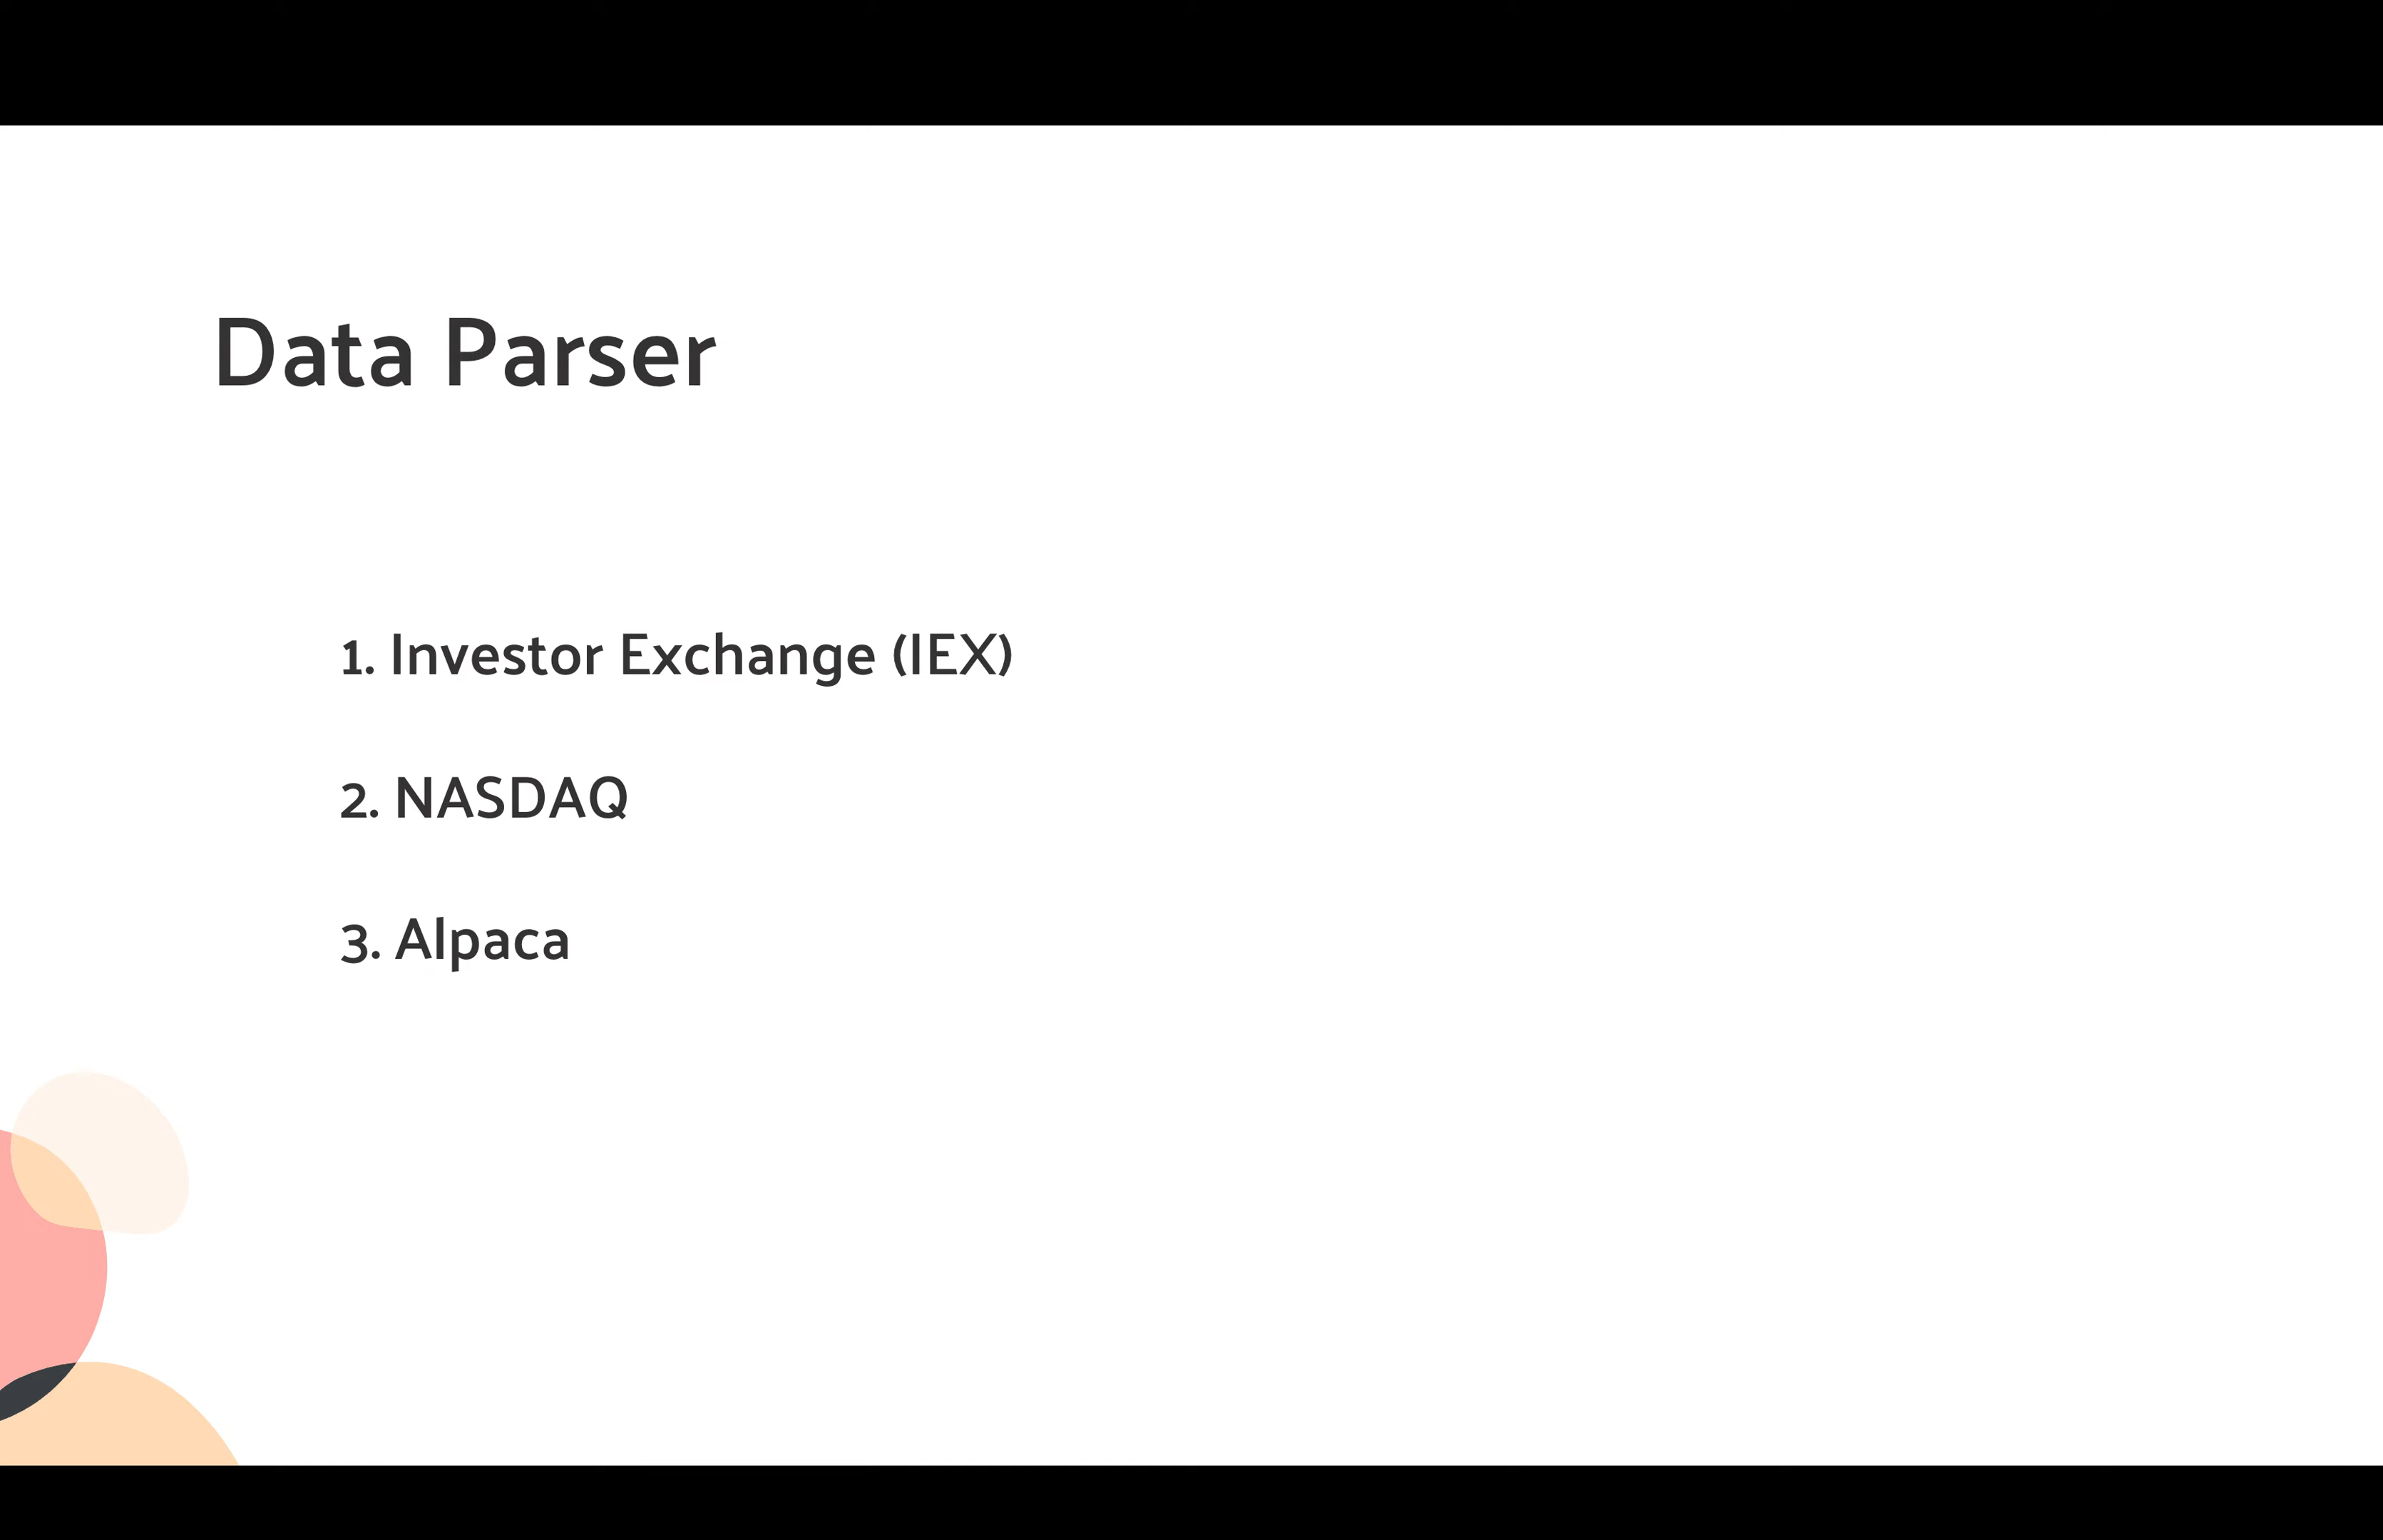 Data Parser
1. Investor Exchange (IEX)
2. NASDAQ
3. Alpaca